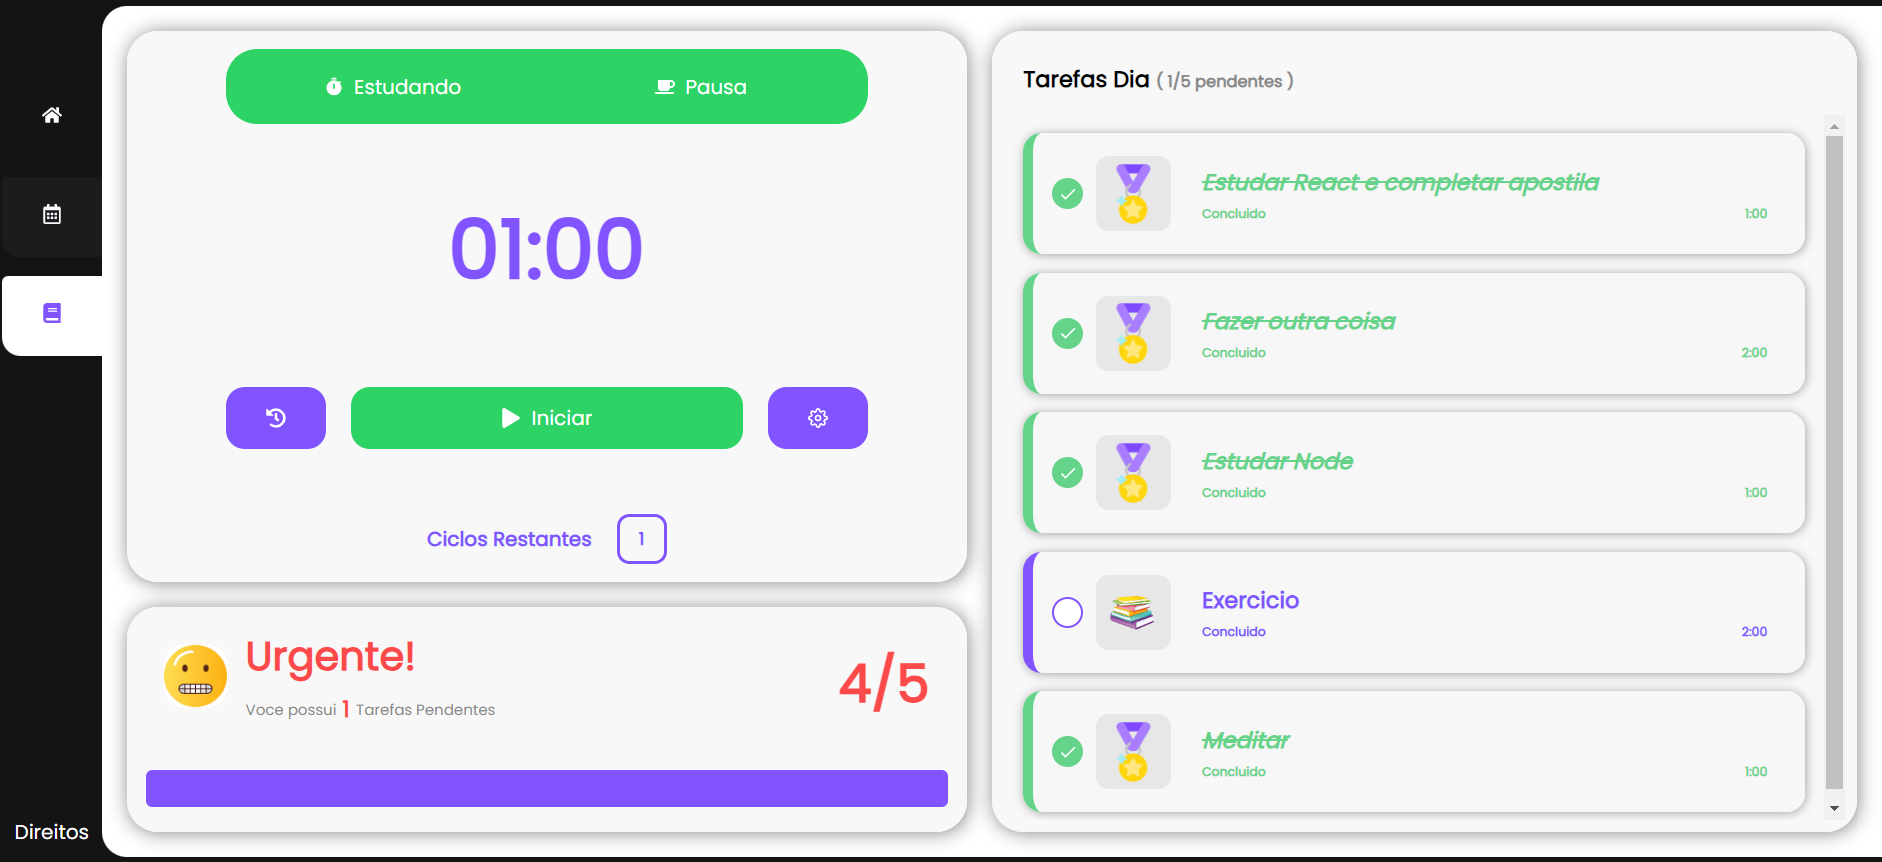 Direitos
Estudando
Pausa
01:00
Iniciar
Ciclos Restantes 1
Urgente!
Voce possui 1 Tarefas Pendentes
4/5
Tarefas Dia ( 1/5 pendentes )
Estudar React e completar apostila
Concluido 1:00
Fazer outra coisa
Concluido 2:00
Estudar Node
Concluido 1:00
Exercicio
Concluido 2:00
Meditar
Concluido 1:00